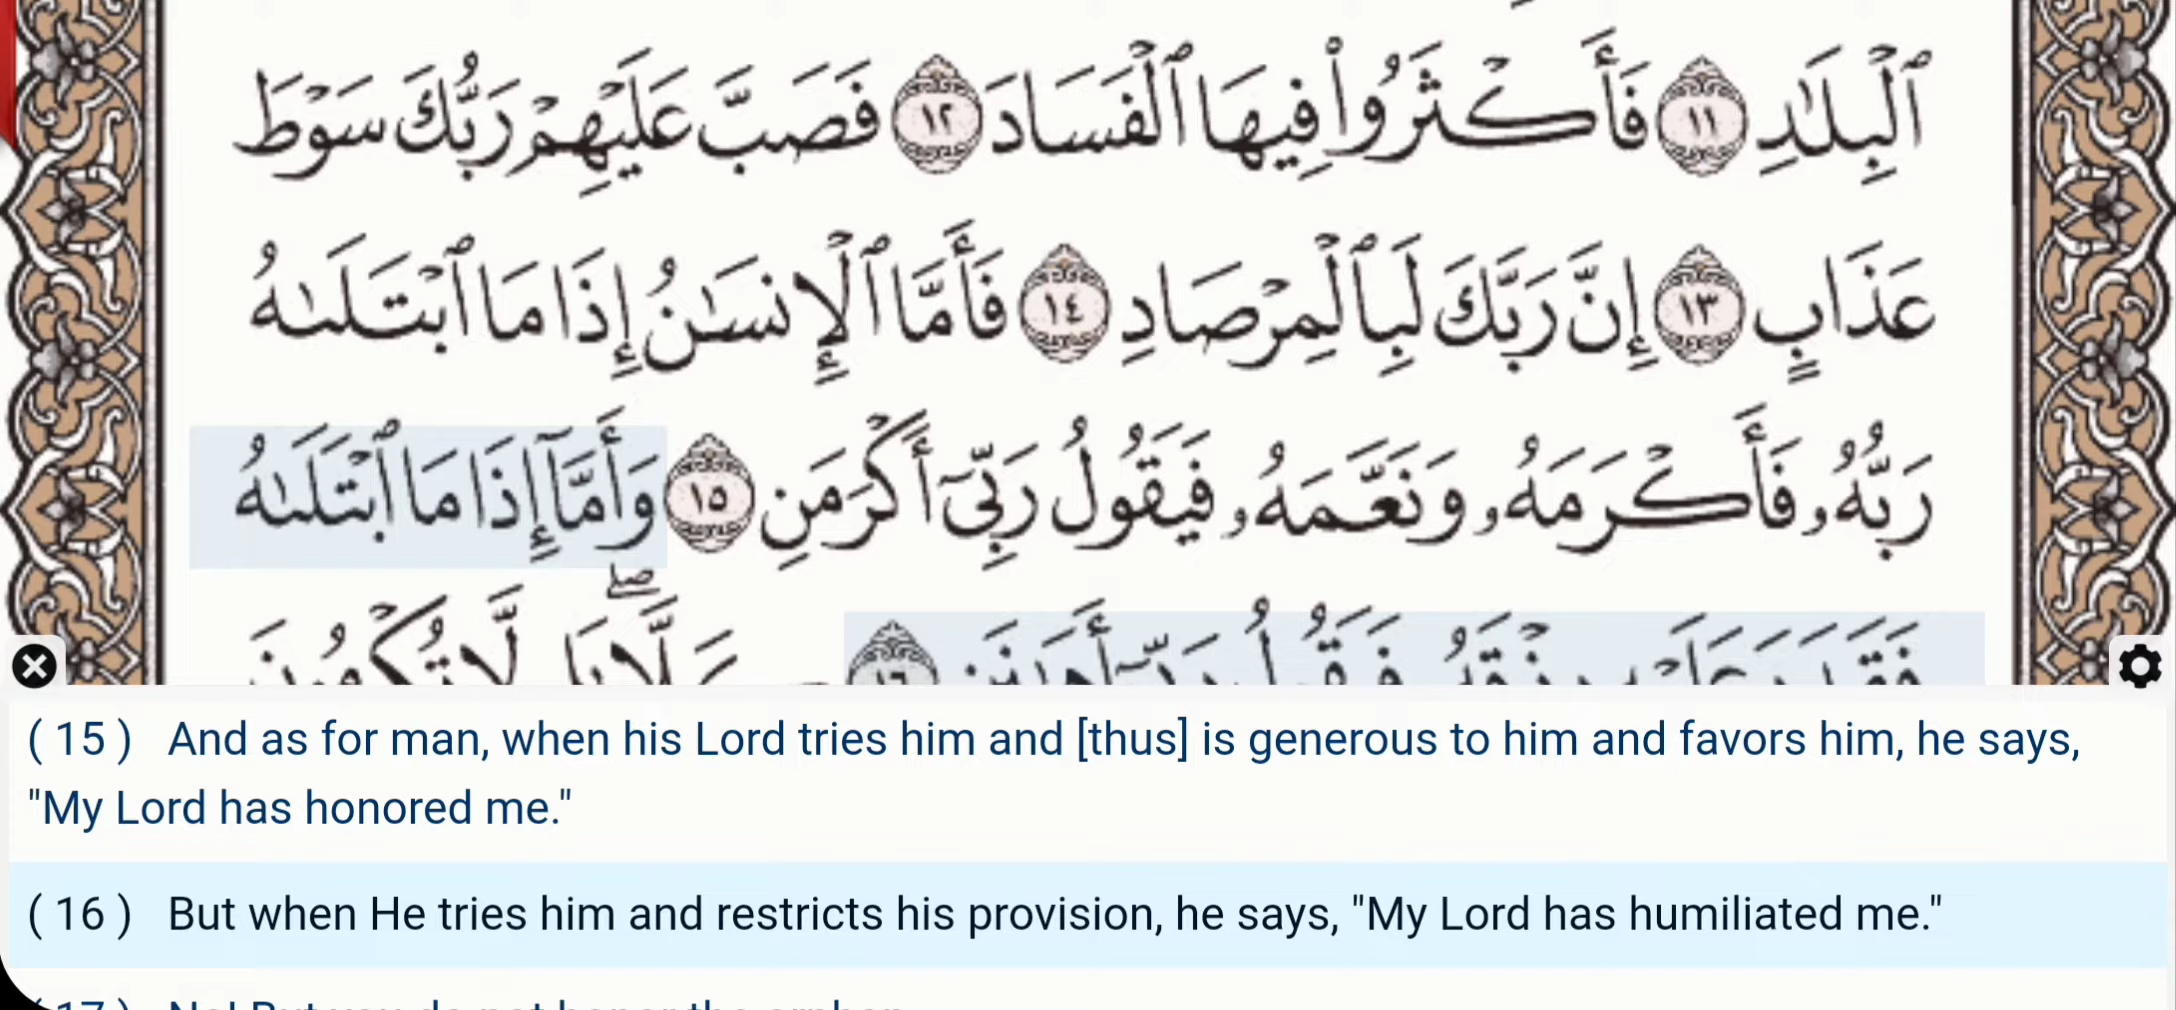 ٱلْبِلَٰدِ ١١ فَأَكْثَرُوا۟ فِيهَا ٱلْفَسَادَ ١٢ فَصَبَّ عَلَيْهِمْ رَبُّكَ سَوْطَ
عَذَابٍ ١٣ إِنَّ رَبَّكَ لَبِٱلْمِرْصَادِ ١٤ فَأَمَّا ٱلْإِنسَٰنُ إِذَا مَا ٱبْتَلَىٰهُ
رَبُّهُۥ فَأَكْرَمَهُۥ وَنَعَّمَهُۥ فَيَقُولُ رَبِّىٓ أَكْرَمَنِ ١٥ وَأَمَّآ إِذَا مَا ٱبْتَلَىٰهُ
( 15 ) And as for man, when his Lord tries him and [thus] is generous to him and favors him, he says,
"My Lord has honored me."
( 16 ) But when He tries him and restricts his provision, he says, "My Lord has humiliated me."